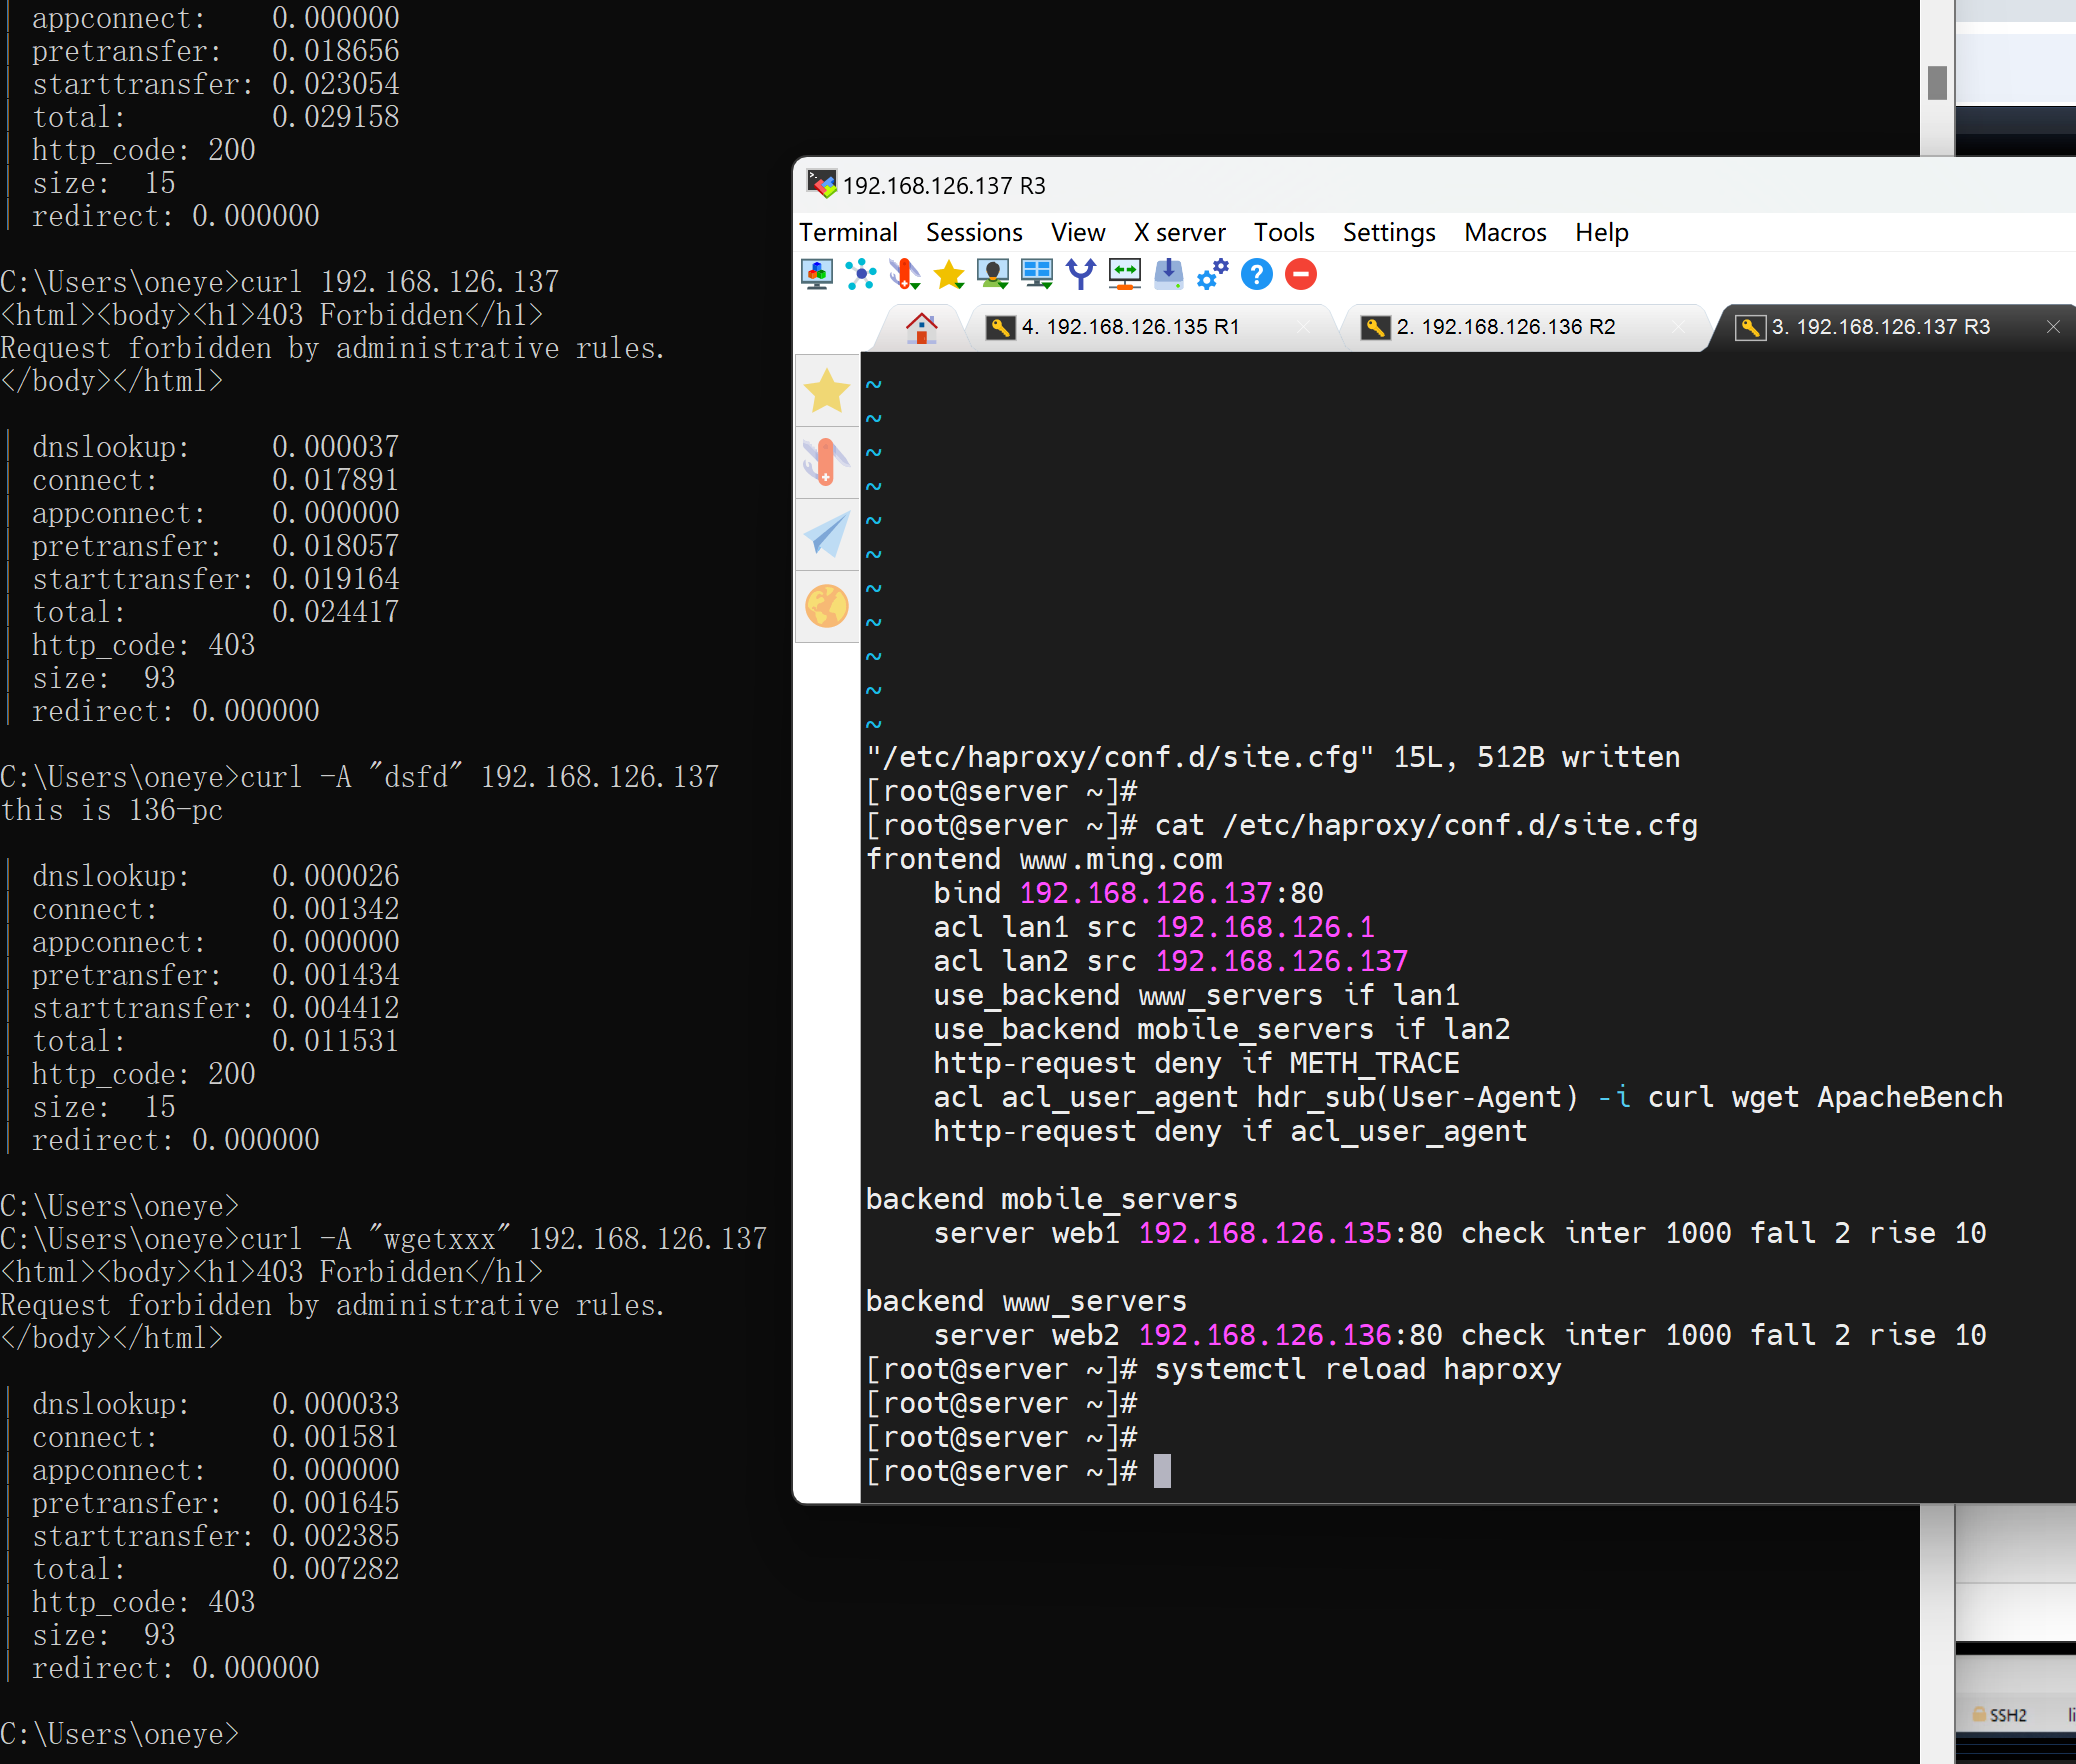 appconnect:    0.000000
pretransfer:   0.018656
starttransfer: 0.023054
total:         0.029158
http_code: 200
size:  15
redirect: 0.000000
C:\Users\oneye>curl 192.168.126.137
<html><body><h1>403 Forbidden</h1>
Request forbidden by administrative rules.
</body></html>
dnslookup:     0.000037
connect:       0.017891
appconnect:    0.000000
pretransfer:   0.018057
starttransfer: 0.019164
total:         0.024417
http_code: 403
size:  93
redirect: 0.000000
C:\Users\oneye>curl -A "dsfd" 192.168.126.137
this is 136-pc
dnslookup:     0.000026
connect:       0.001342
appconnect:    0.000000
pretransfer:   0.001434
starttransfer: 0.004412
total:         0.011531
http_code: 200
size:  15
redirect: 0.000000
C:\Users\oneye>
C:\Users\oneye>curl -A "wgetxxx" 192.168.126.137
<html><body><h1>403 Forbidden</h1>
Request forbidden by administrative rules.
</body></html>
dnslookup:     0.000033
connect:       0.001581
appconnect:    0.000000
pretransfer:   0.001645
starttransfer: 0.002385
total:         0.007282
http_code: 403
size:  93
redirect: 0.000000
C:\Users\oneye>
192.168.126.137 R3
Terminal Sessions View X server Tools Settings Macros Help
4. 192.168.126.135 R1
2. 192.168.126.136 R2
3. 192.168.126.137 R3
~
~
~
~
~
~
~
~
~
~
~
"/etc/haproxy/conf.d/site.cfg" 15L, 512B written
[root@server ~]#
[root@server ~]# cat /etc/haproxy/conf.d/site.cfg
frontend www.ming.com
    bind 192.168.126.137:80
    acl lan1 src 192.168.126.1
    acl lan2 src 192.168.126.137
    use_backend www_servers if lan1
    use_backend mobile_servers if lan2
    http-request deny if METH_TRACE
    acl acl_user_agent hdr_sub(User-Agent) -i curl wget ApacheBench
    http-request deny if acl_user_agent
backend mobile_servers
    server web1 192.168.126.135:80 check inter 1000 fall 2 rise 10
backend www_servers
    server web2 192.168.126.136:80 check inter 1000 fall 2 rise 10
[root@server ~]# systemctl reload haproxy
[root@server ~]#
[root@server ~]#
[root@server ~]#
SSH2